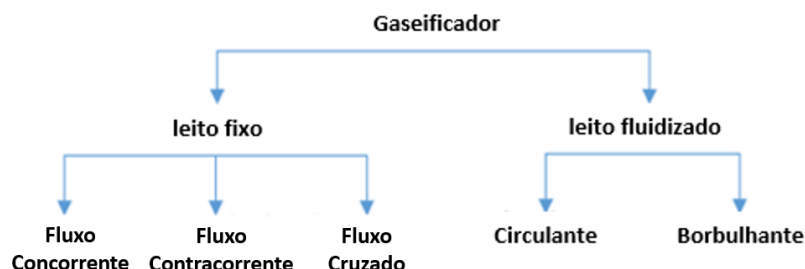 Gaseificador
leito fixo
leito fluidizado
Fluxo
Concorrente
Fluxo
Contracorrente
Fluxo
Cruzado
Circulante
Borbulhante